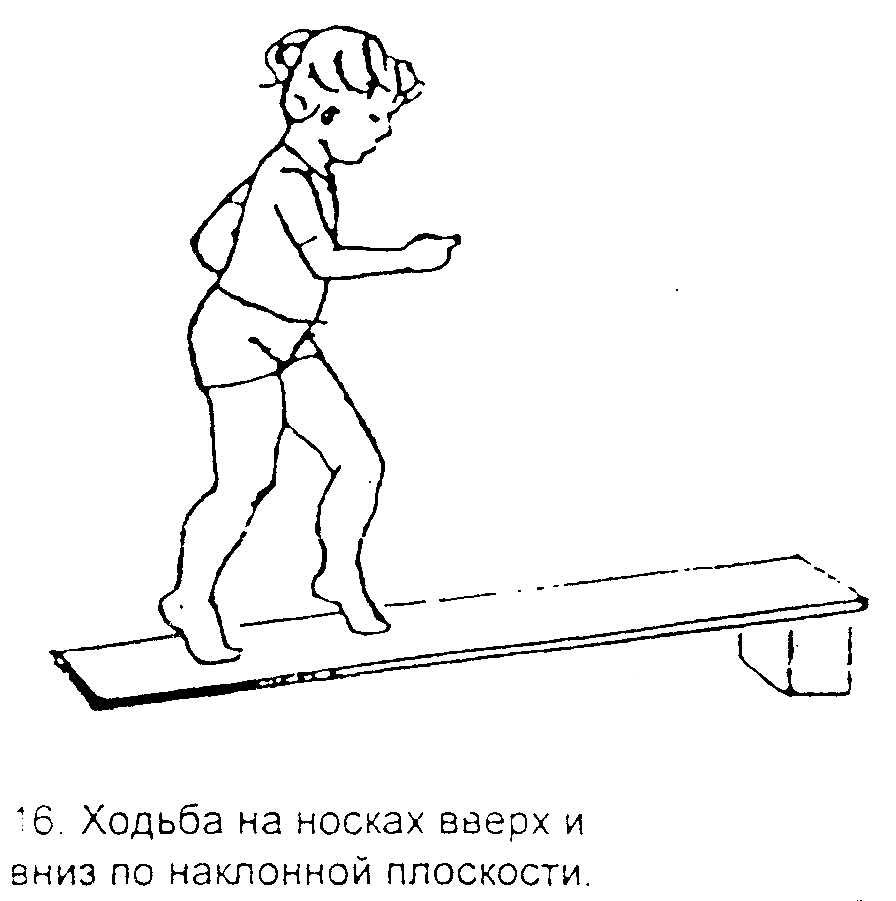 16. Ходьба на носках вверх и
вниз по наклонной плоскости.